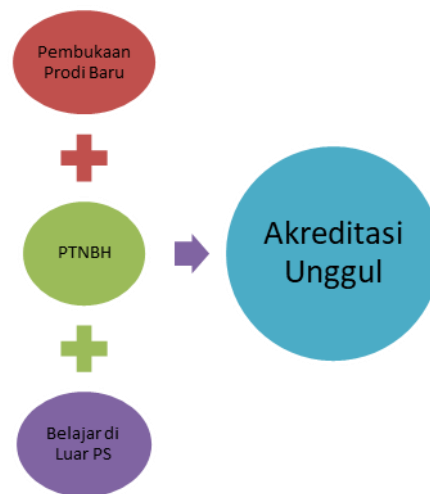 Pembukaan
Prodi Baru
PTNBH
Belajar di
Luar PS
Akreditasi
Unggul